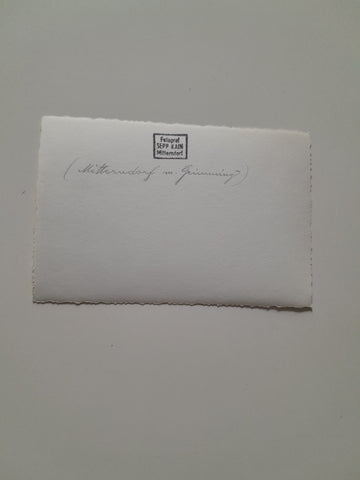 Fotograf
SEPP KAIN
Mitterndorf
(Mitterndorf m. Grimming)